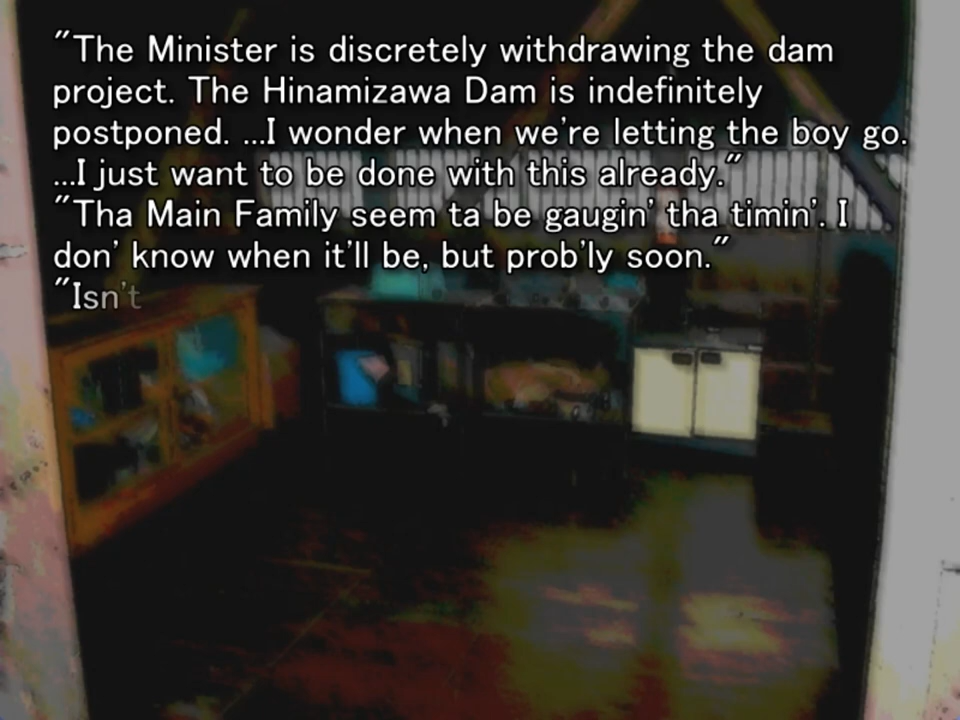 "The Minister is discretely withdrawing the dam
project. The Hinamizawa Dam is indefinitely
postponed. ...I wonder when we're letting the boy go.
...I just want to be done with this already."
"Tha Main Family seem ta be gaugin' tha timin'. I
don' know when it'll be, but prob'ly soon."
"Isn't